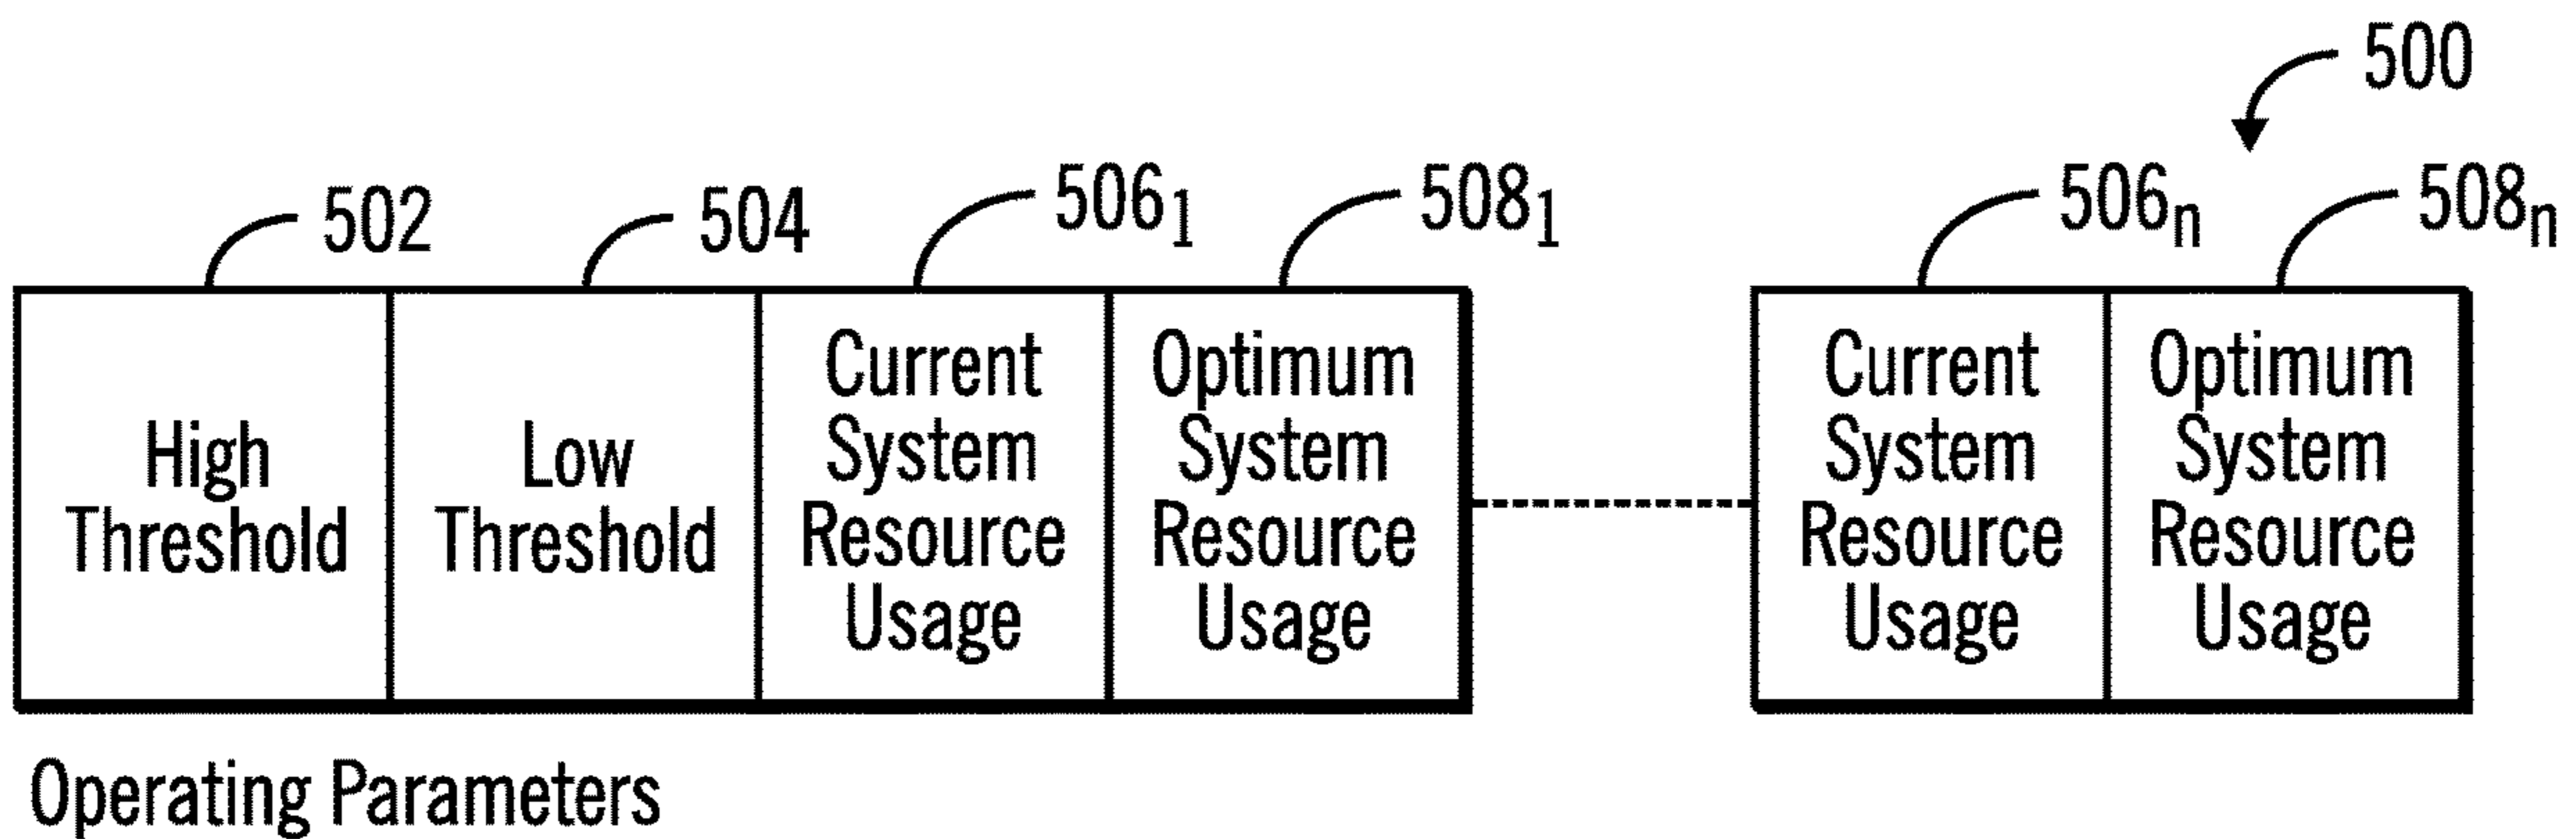 500
502
504
506₁
508₁
506ₙ
508ₙ
High
Threshold
Low
Threshold
Current
System
Resource
Usage
Optimum
System
Resource
Usage
Current
System
Resource
Usage
Optimum
System
Resource
Usage
Operating Parameters